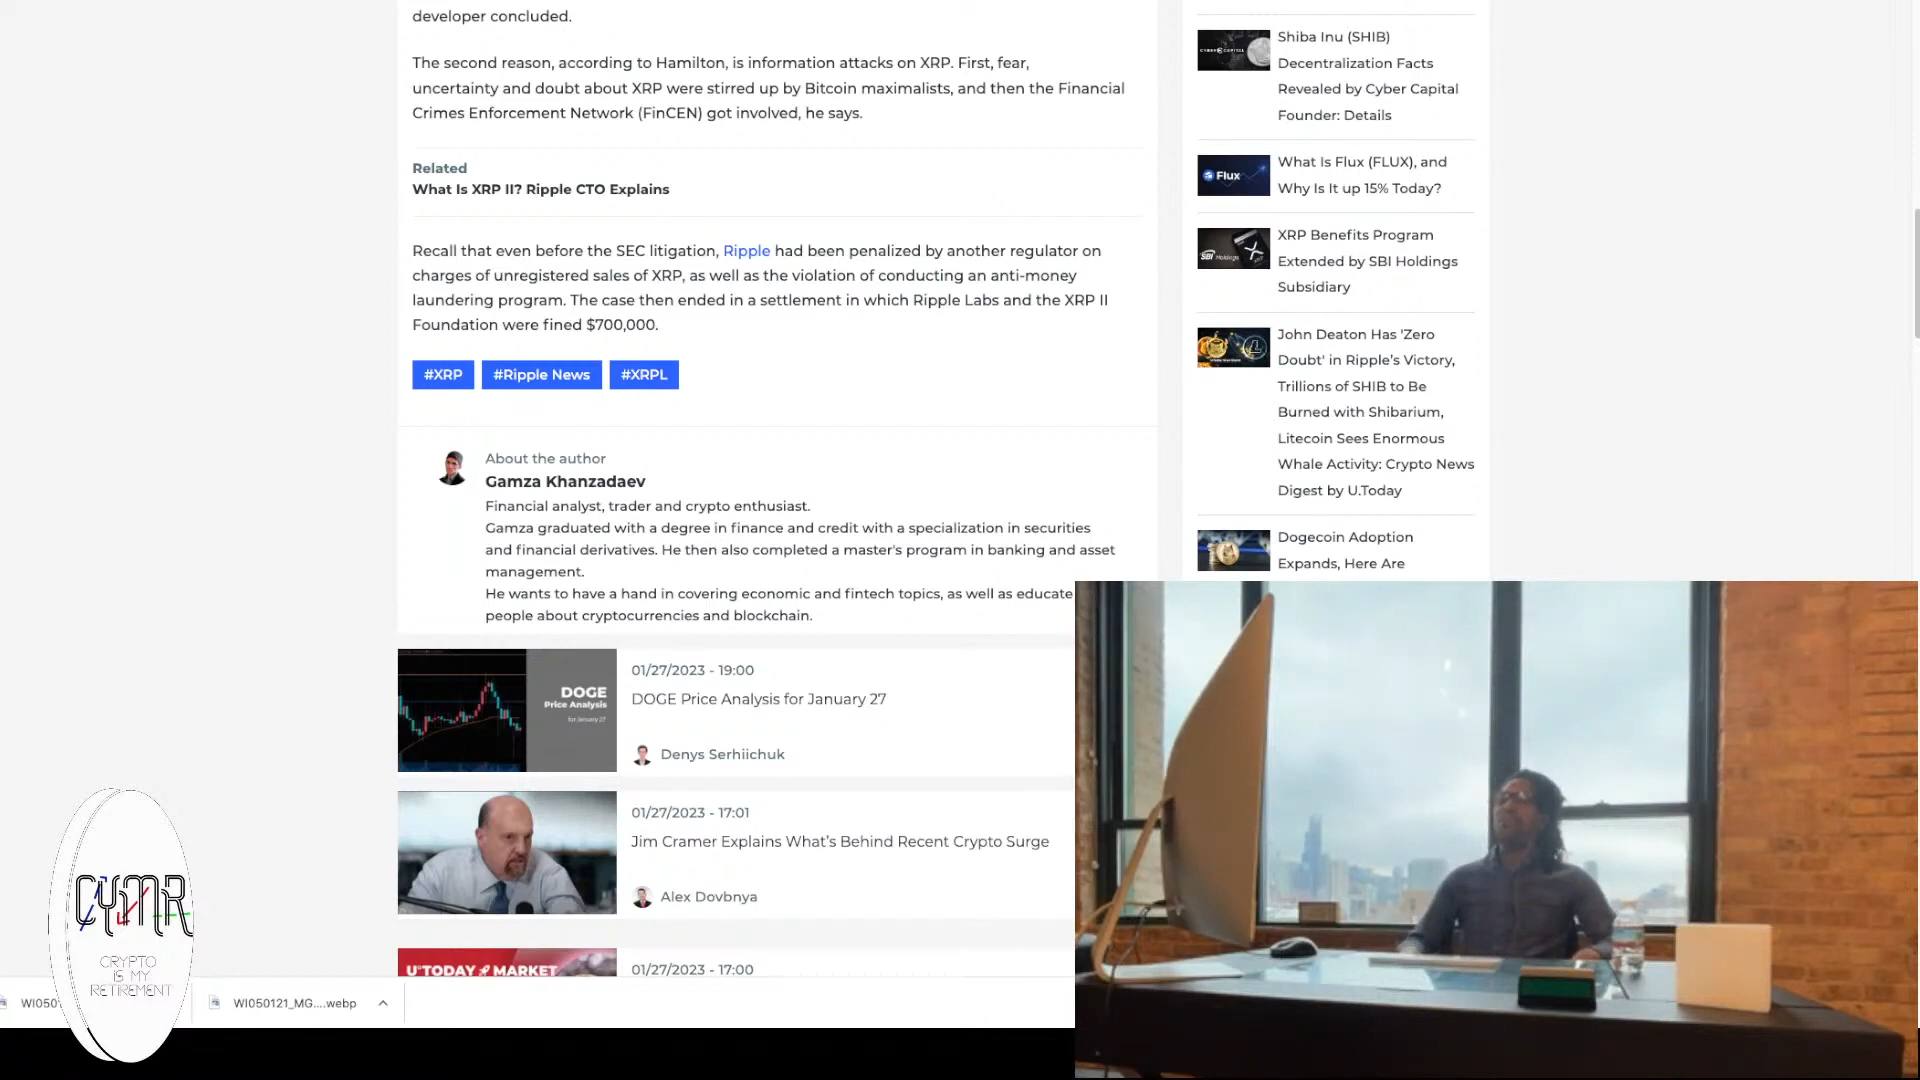 developer concluded.
The second reason, according to Hamilton, is information attacks on XRP. First, fear,
uncertainty and doubt about XRP were stirred up by Bitcoin maximalists, and then the Financial
Crimes Enforcement Network (FinCEN) got involved, he says.
Related
What Is XRP II? Ripple CTO Explains
Recall that even before the SEC litigation, Ripple had been penalized by another regulator on
charges of unregistered sales of XRP, as well as the violation of conducting an anti-money
laundering program. The case then ended in a settlement in which Ripple Labs and the XRP II
Foundation were fined $700,000.
#XRP #Ripple News #XRPL
About the author
Gamza Khanzadaev
Financial analyst, trader and crypto enthusiast.
Gamza graduated with a degree in finance and credit with a specialization in securities
and financial derivatives. He then also completed a master's program in banking and asset
management.
He wants to have a hand in covering economic and fintech topics, as well as educate
people about cryptocurrencies and blockchain.
DOGE
Price Analysis
for January 27
01/27/2023 - 19:00
DOGE Price Analysis for January 27
Denys Serhiichuk
01/27/2023 - 17:01
Jim Cramer Explains What's Behind Recent Crypto Surge
Alex Dovbnya
U.TODAY MARKET
01/27/2023 - 17:00
Shiba Inu (SHIB)
Decentralization Facts
Revealed by Cyber Capital
Founder: Details
Flux
What Is Flux (FLUX), and
Why Is It up 15% Today?
SBI Holdings
XRP Benefits Program
Extended by SBI Holdings
Subsidiary
John Deaton Has 'Zero
Doubt' in Ripple's Victory,
Trillions of SHIB to Be
Burned with Shibarium,
Litecoin Sees Enormous
Whale Activity: Crypto News
Digest by U.Today
Dogecoin Adoption
Expands, Here Are
CYMR
CRYPTO
IS MY
RETIREMENT
WI050
WI050121_MG....webp